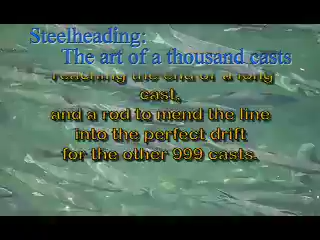 Steelheading:
The art of a thousand casts
reaching the end of a long
cast,
and a rod to mend the line
into the perfect drift
for the other 999 casts.